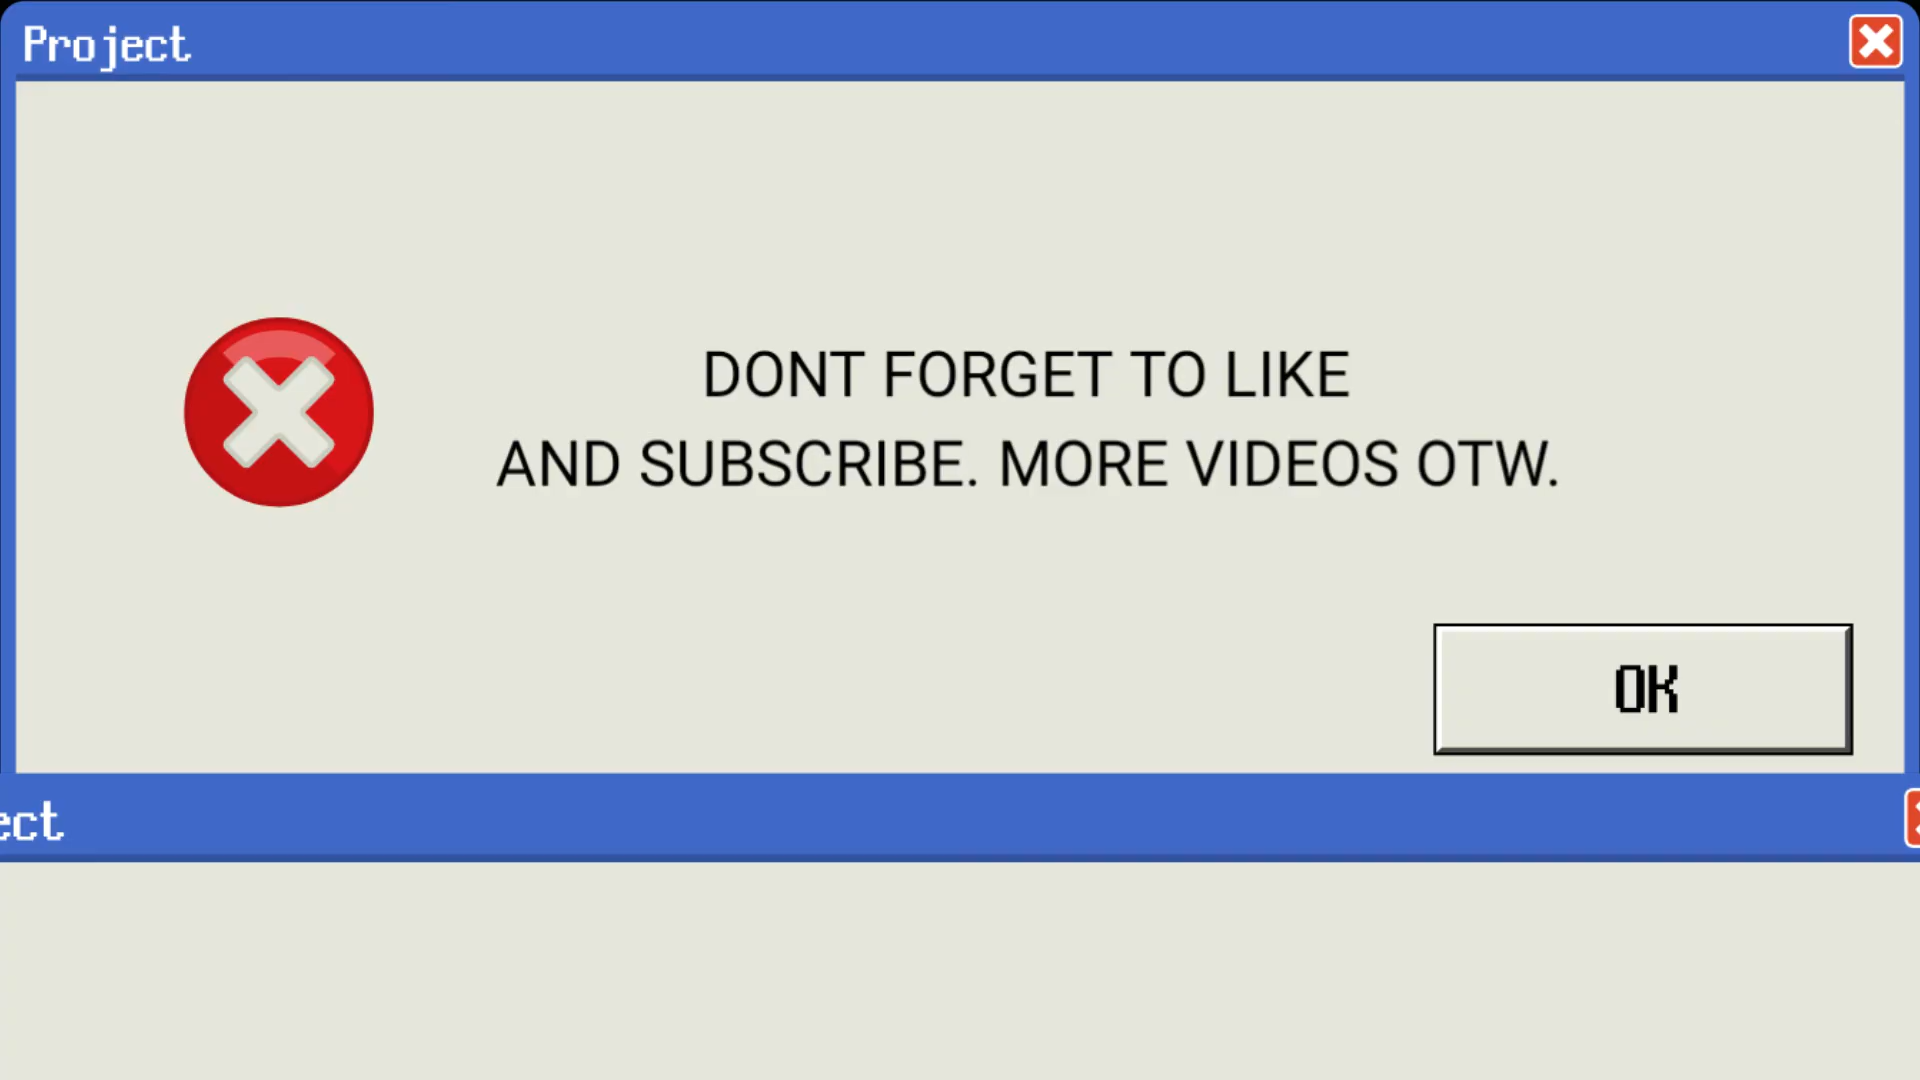 Project
DONT FORGET TO LIKE
AND SUBSCRIBE. MORE VIDEOS OTW.
OK
ect